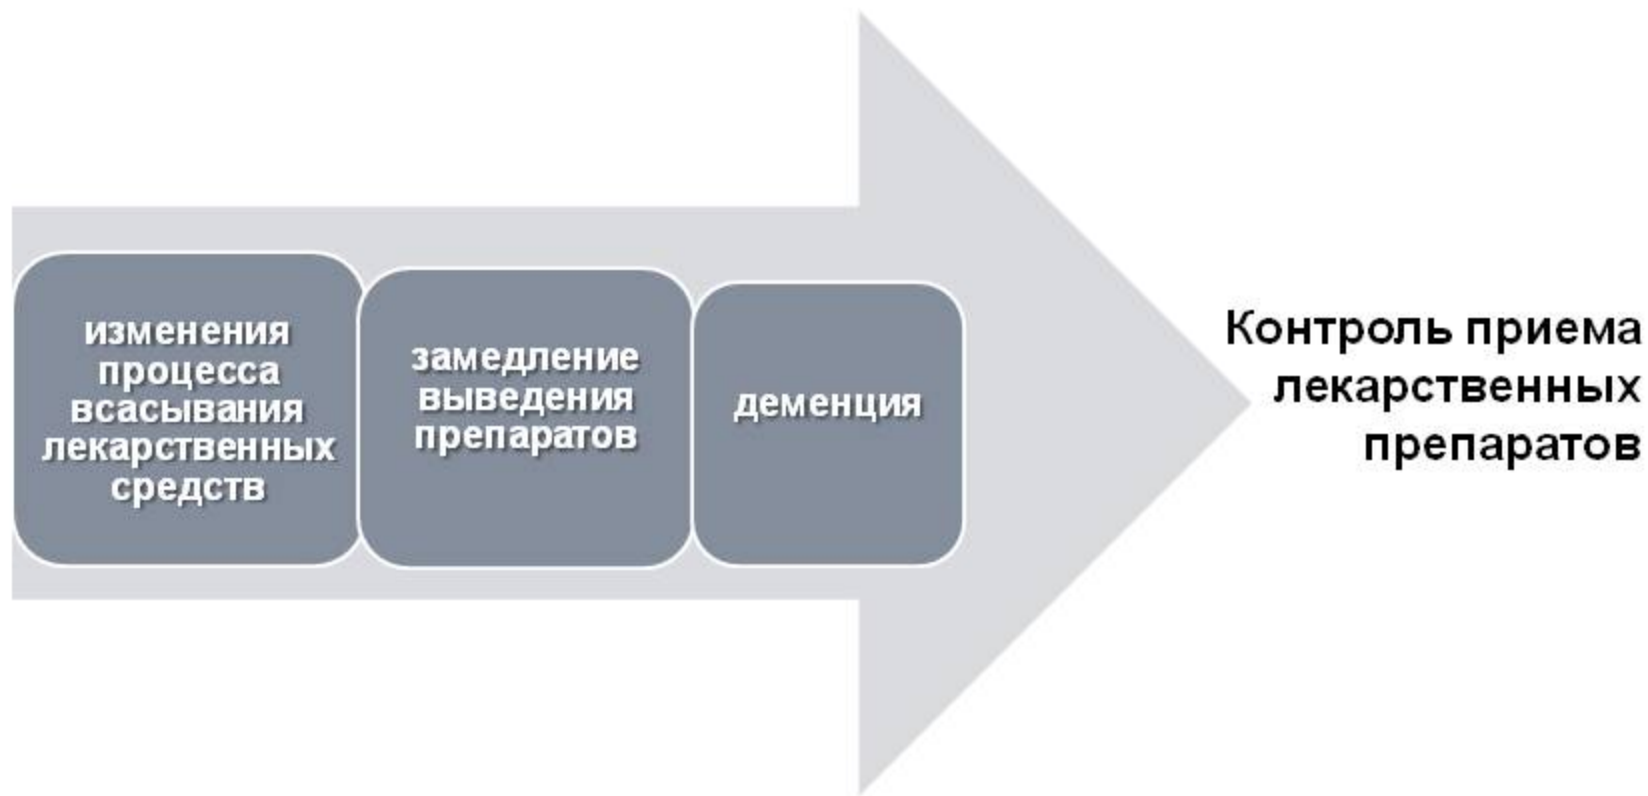 изменения
процесса
всасывания
лекарственных
средств
замедление
выведения
препаратов
деменция
Контроль приема
лекарственных
препаратов